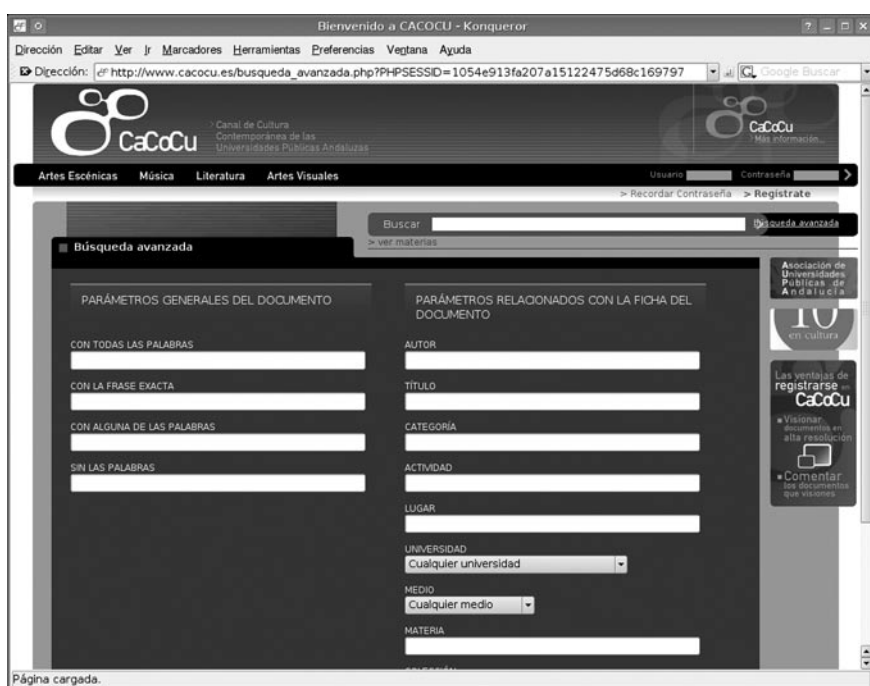 Bienvenido a CACOCU - Konqueror
Dirección Editar Ver Ir Marcadores Herramientas Preferencias Ventana Ayuda
Dirección: http://www.cacocu.es/busqueda_avanzada.php?PHPSESSID=1054e913fa207a15122475d68c169797 Google Buscar
CaCoCu
> Canal de Cultura
Contemporánea de las
Universidades Públicas Andaluzas
CaCoCu
> Más información...
Artes Escénicas Música Literatura Artes Visuales Usuario Contraseña
> Recordar Contraseña > Regístrate
Buscar Búsqueda avanzada
> ver materias
Búsqueda avanzada
PARÁMETROS GENERALES DEL DOCUMENTO
CON TODAS LAS PALABRAS
CON LA FRASE EXACTA
CON ALGUNA DE LAS PALABRAS
SIN LAS PALABRAS
PARÁMETROS RELACIONADOS CON LA FICHA DEL
DOCUMENTO
AUTOR
TÍTULO
CATEGORÍA
ACTIVIDAD
LUGAR
UNIVERSIDAD
Cualquier universidad
MEDIO
Cualquier medio
MATERIA
Asociación de
Universidades
Públicas de
Andalucía
10
en cultura
Las ventajas de
registrarse en
CaCoCu
Visionar
documentos en
alta resolución
Comentar
los documentos
que visiones
Página cargada.